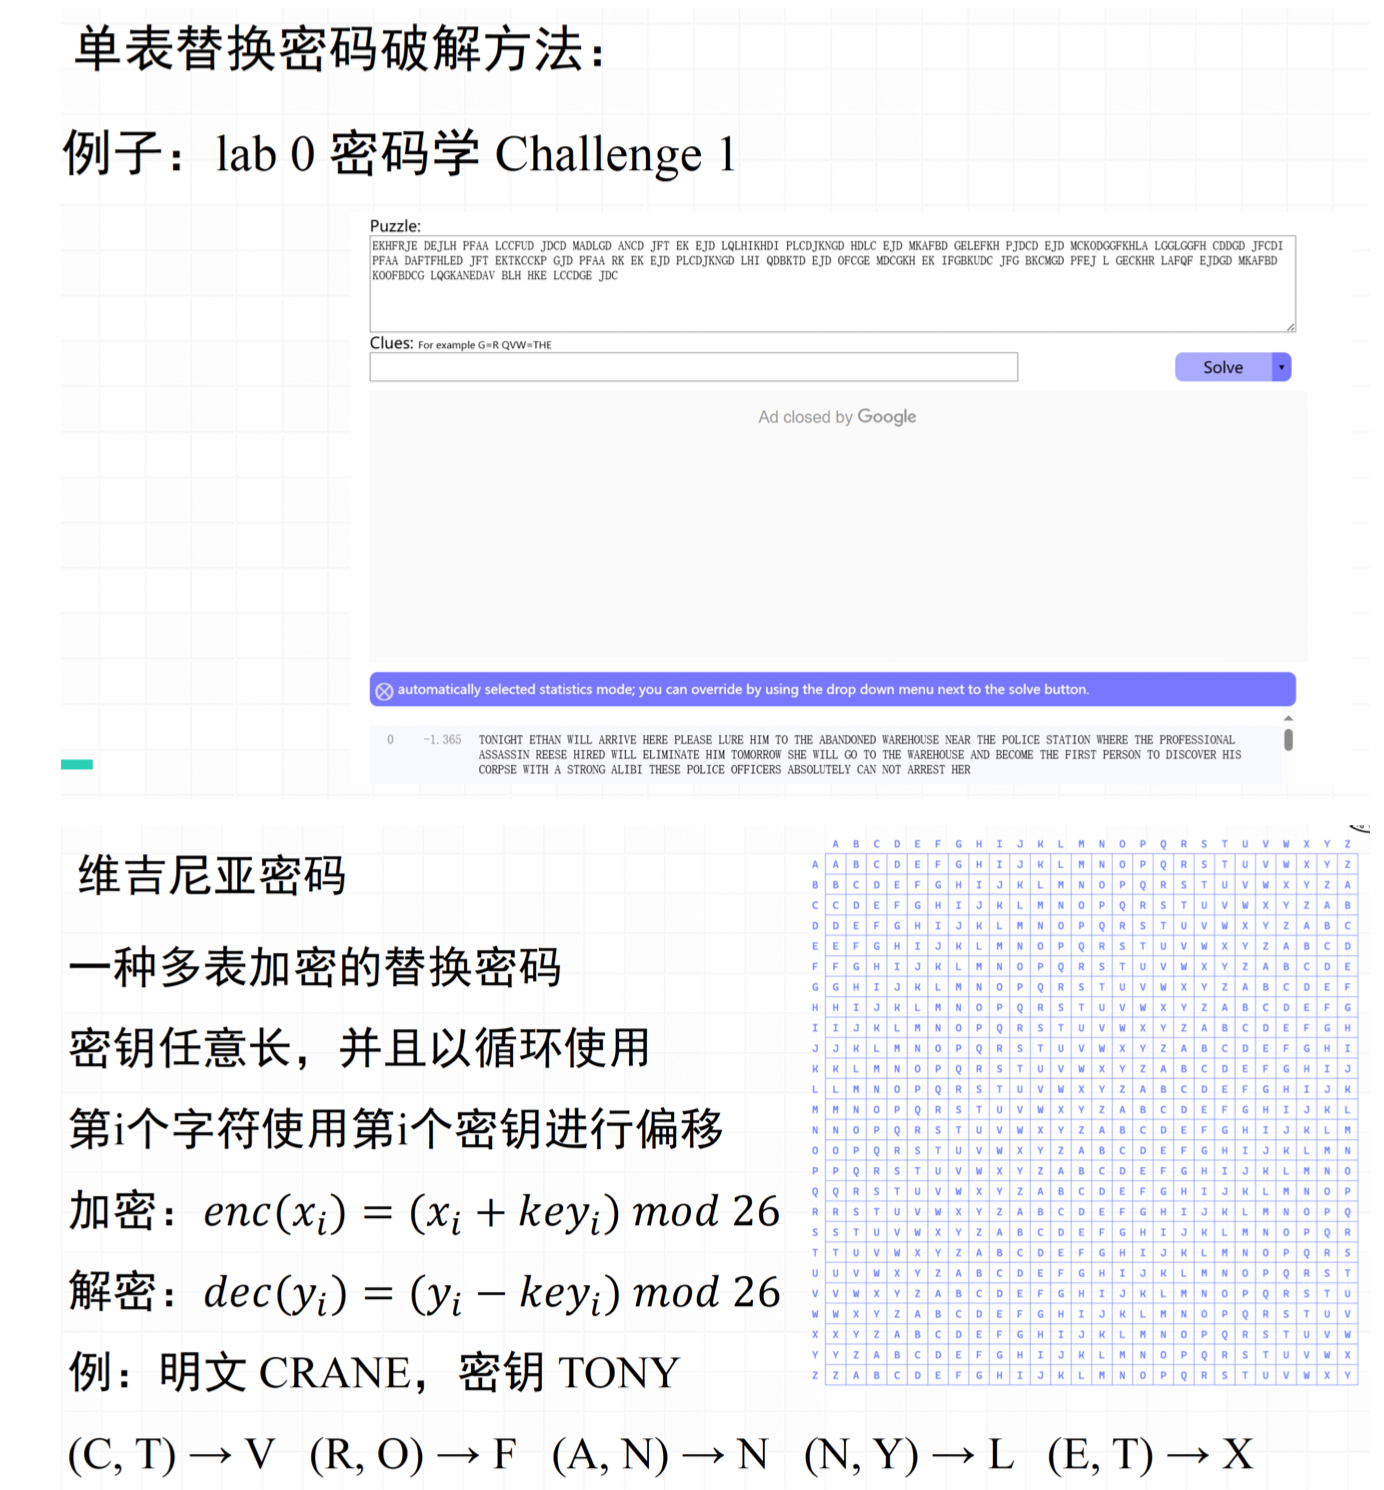 单表替换密码破解方法：
例子：lab 0 密码学 Challenge 1
Puzzle:
EKHFRJE DEJLH PFAA LCCFUD JDCD MADLGD ANCD JFT EK EJD LQLHIKHDI PLCDJKNGD HDLC EJD MKAFBD GELEFKH PJDCD EJD MCKODGGFKHLA LGGLGGFH CDDGD JFCDI
PFAA DAFTFHLED JFT EKTKCCKP GJD PFAA RK EK EJD PLCDJKNGD LHI QDBKTD EJD OFCGE MDCGKH EK IFGBKUDC JFG BKCMGD PFEJ L GECKHR LAFQF EJDGD MKAFBD
KOOFBDCG LQGKANEDAV BLH HKE LCCDGE JDC
Clues: For example G=R QVW=THE
Solve
Ad closed by Google
automatically selected statistics mode; you can override by using the drop down menu next to the solve button.
0 -1.365 TONIGHT ETHAN WILL ARRIVE HERE PLEASE LURE HIM TO THE ABANDONED WAREHOUSE NEAR THE POLICE STATION WHERE THE PROFESSIONAL
ASSASSIN REESE HIRED WILL ELIMINATE HIM TOMORROW SHE WILL GO TO THE WAREHOUSE AND BECOME THE FIRST PERSON TO DISCOVER HIS
CORPSE WITH A STRONG ALIBI THESE POLICE OFFICERS ABSOLUTELY CAN NOT ARREST HER
维吉尼亚密码
一种多表加密的替换密码
密钥任意长，并且以循环使用
第i个字符使用第i个密钥进行偏移
加密：enc(xᵢ) = (xᵢ + keyᵢ) mod 26
解密：dec(yᵢ) = (yᵢ − keyᵢ) mod 26
例：明文 CRANE，密钥 TONY
(C, T) → V (R, O) → F (A, N) → N (N, Y) → L (E, T) → X
A B C D E F G H I J K L M N O P Q R S T U V W X Y Z
A A B C D E F G H I J K L M N O P Q R S T U V W X Y Z
B B C D E F G H I J K L M N O P Q R S T U V W X Y Z A
C C D E F G H I J K L M N O P Q R S T U V W X Y Z A B
D D E F G H I J K L M N O P Q R S T U V W X Y Z A B C
E E F G H I J K L M N O P Q R S T U V W X Y Z A B C D
F F G H I J K L M N O P Q R S T U V W X Y Z A B C D E
G G H I J K L M N O P Q R S T U V W X Y Z A B C D E F
H H I J K L M N O P Q R S T U V W X Y Z A B C D E F G
I I J K L M N O P Q R S T U V W X Y Z A B C D E F G H
J J K L M N O P Q R S T U V W X Y Z A B C D E F G H I
K K L M N O P Q R S T U V W X Y Z A B C D E F G H I J
L L M N O P Q R S T U V W X Y Z A B C D E F G H I J K
M M N O P Q R S T U V W X Y Z A B C D E F G H I J K L
N N O P Q R S T U V W X Y Z A B C D E F G H I J K L M
O O P Q R S T U V W X Y Z A B C D E F G H I J K L M N
P P Q R S T U V W X Y Z A B C D E F G H I J K L M N O
Q Q R S T U V W X Y Z A B C D E F G H I J K L M N O P
R R S T U V W X Y Z A B C D E F G H I J K L M N O P Q
S S T U V W X Y Z A B C D E F G H I J K L M N O P Q R
T T U V W X Y Z A B C D E F G H I J K L M N O P Q R S
U U V W X Y Z A B C D E F G H I J K L M N O P Q R S T
V V W X Y Z A B C D E F G H I J K L M N O P Q R S T U
W W X Y Z A B C D E F G H I J K L M N O P Q R S T U V
X X Y Z A B C D E F G H I J K L M N O P Q R S T U V W
Y Y Z A B C D E F G H I J K L M N O P Q R S T U V W X
Z Z A B C D E F G H I J K L M N O P Q R S T U V W X Y